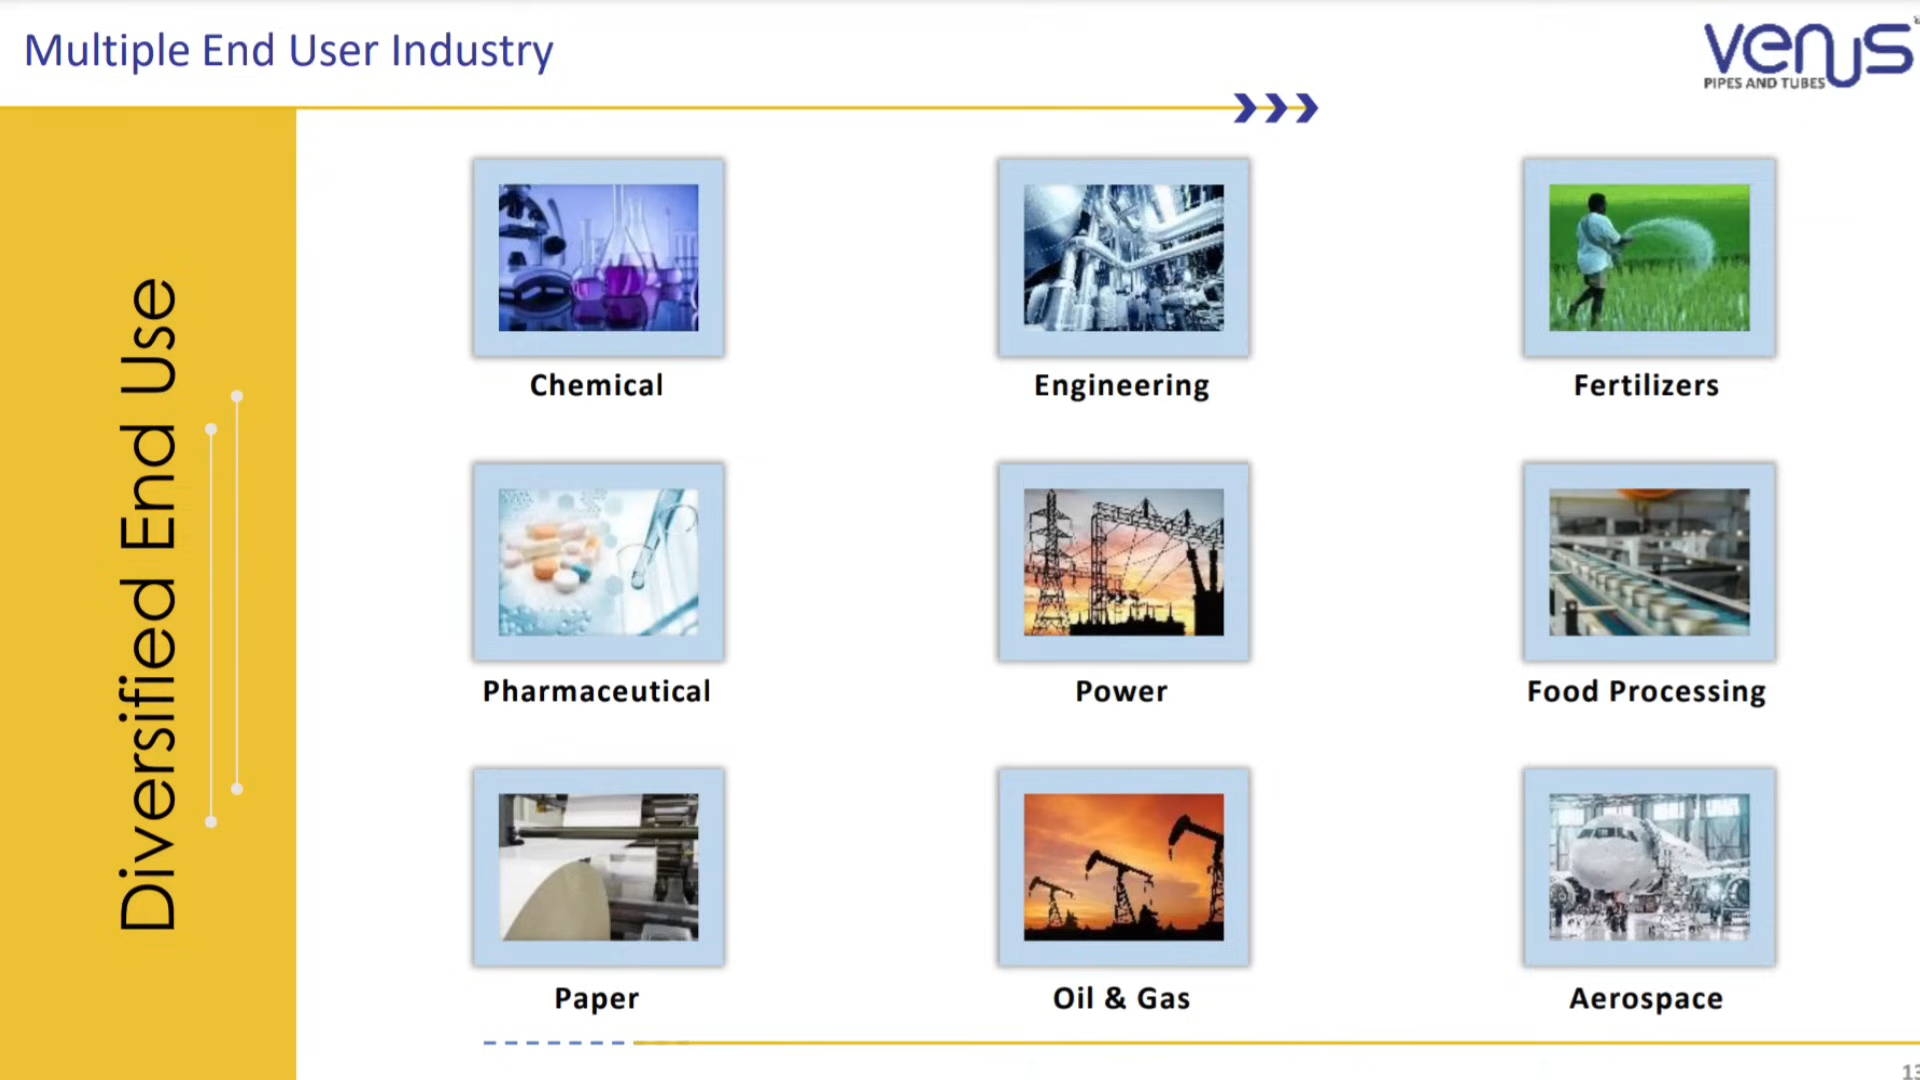 Multiple End User Industry
venus
PIPES AND TUBES
Diversified End Use
Chemical
Engineering
Fertilizers
Pharmaceutical
Power
Food Processing
Paper
Oil & Gas
Aerospace